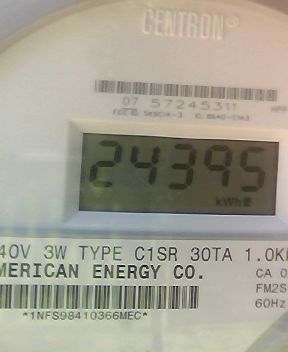 CENTRON®
07 57245311
24395
kWh
40V 3W TYPE C1SR 30TA 1.0K
MERICAN ENERGY CO.
CA 0
FM2S
60Hz
*1NFS98410366MEC*